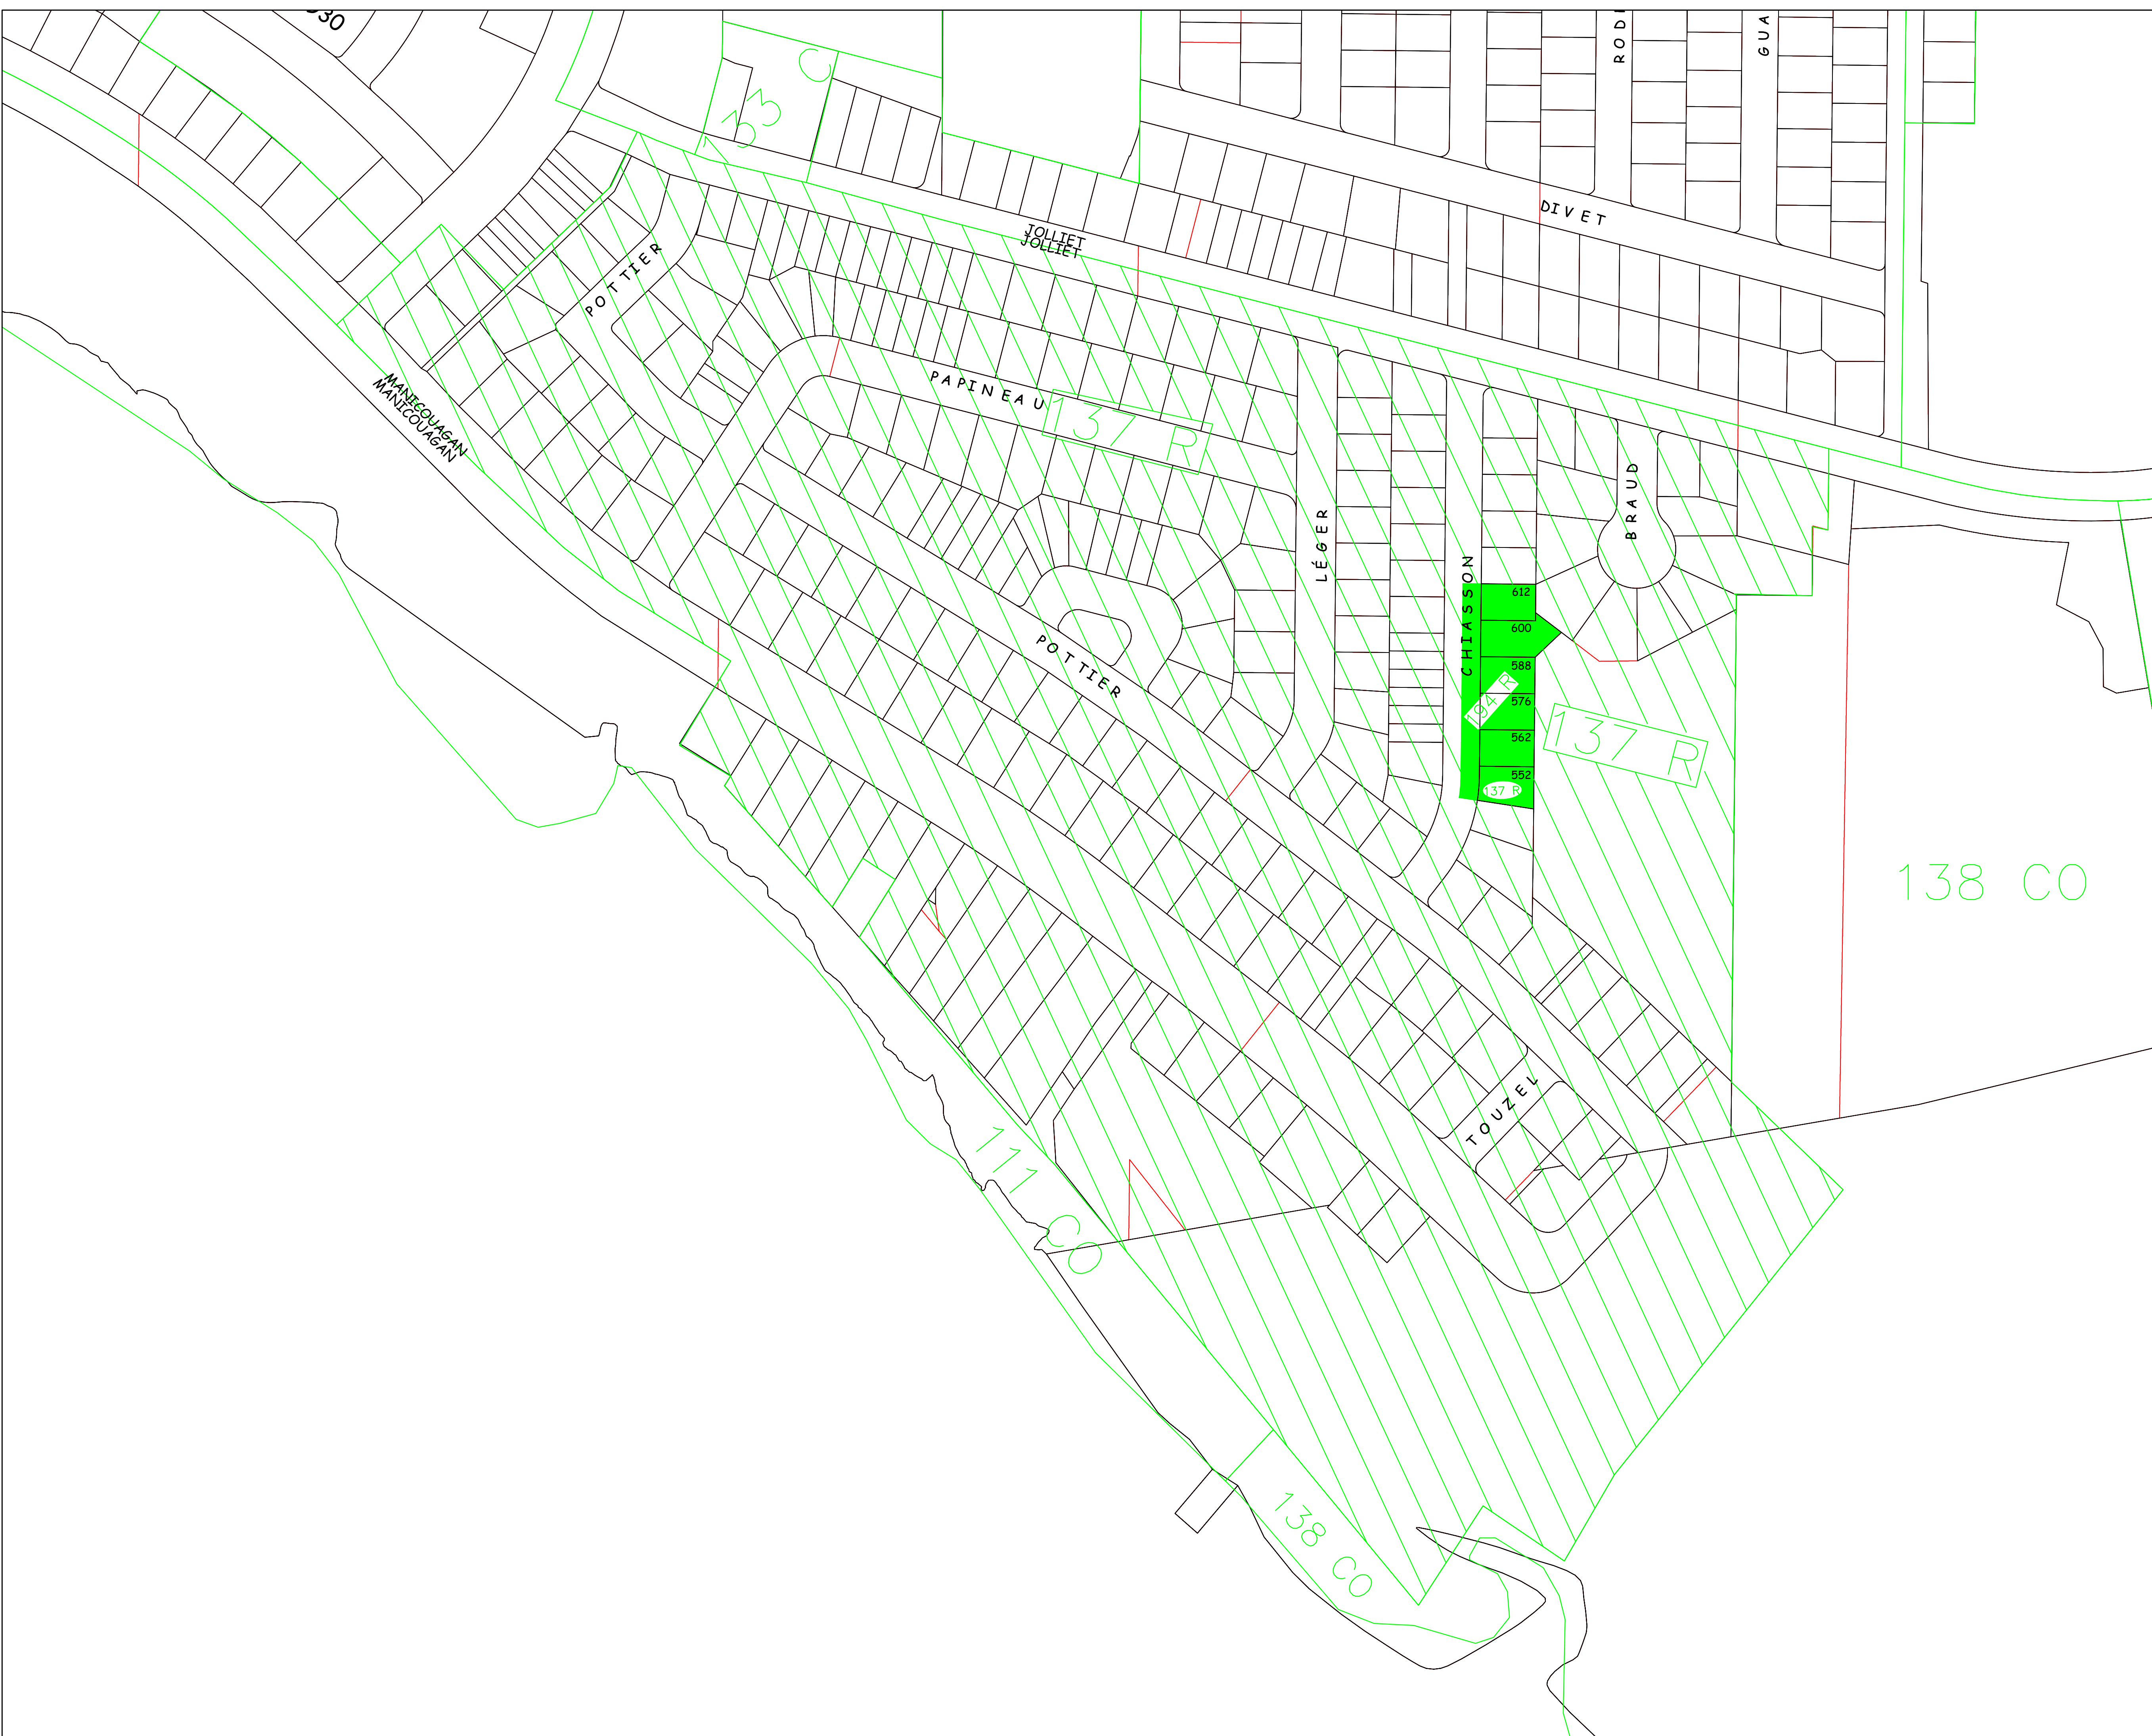 133 C
JOLLIET
JOLLIET
DIVET
POTTIER
PAPINEAU
137 R
MANICOUAGAN
MANICOUAGAN
LÉGER
CHIASSON
BRAUD
612
600
588
194 R
576
562
552
137 R
137 R
POTTIER
138 CO
TOUZEL
111 CO
138 CO